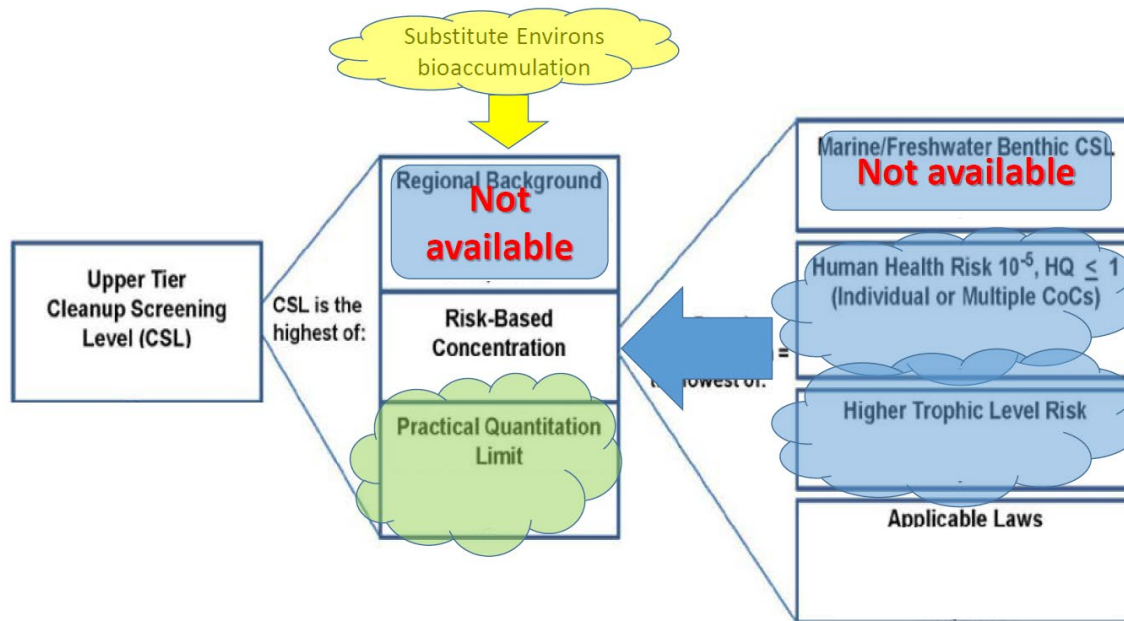 Substitute Environs
bioaccumulation
Upper Tier
Cleanup Screening
Level (CSL)
CSL is the
highest of:
Regional Background
Not
available
Risk-Based
Concentration
Practical Quantitation
Limit
=
lowest of:
Marine/Freshwater Benthic CSL
Not available
Human Health Risk 10⁻⁵, HQ ≤ 1
(Individual or Multiple CoCs)
Higher Trophic Level Risk
Applicable Laws